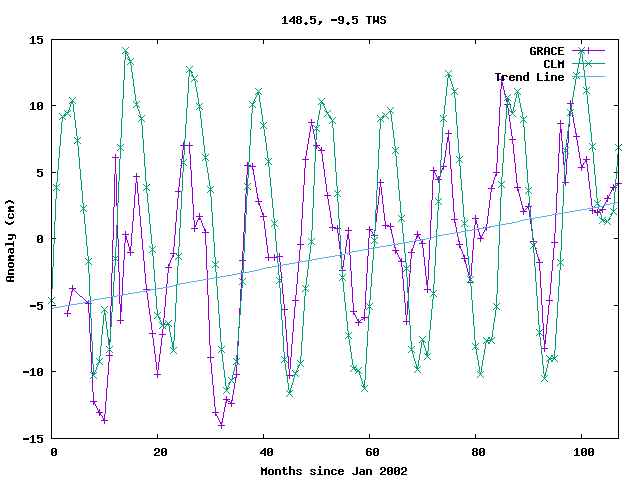 148.5, -9.5 TWS
GRACE
CLM
Trend Line
15
10
5
0
-5
-10
-15
Anomaly (cm)
0 20 40 60 80 100
Months since Jan 2002